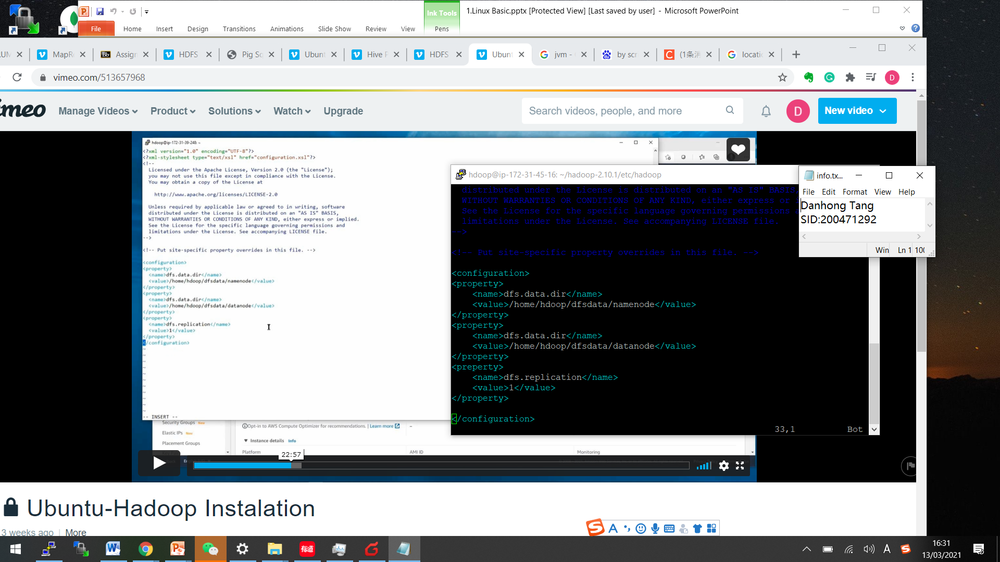 1.Linux Basic.pptx [Protected View] [Last saved by user] - Microsoft PowerPoint
Ink Tools
File Home Insert Design Transitions Animations Slide Show Review View Pens
MapR Assign HDFS Pig Sq Ubunt Hive P HDFS Ubunt jvm - by scr (1条消 locatio
vimeo.com/513657968
D
imeo Manage Videos Product Solutions Watch Upgrade
Search videos, people, and more
D
New video
hdoop@ip-172-31-39-248: ~
<?xml version="1.0" encoding="UTF-8"?>
<?xml-stylesheet type="text/xsl" href="configuration.xsl"?>
<!--
Licensed under the Apache License, Version 2.0 (the "License");
you may not use this file except in compliance with the License.
You may obtain a copy of the License at
http://www.apache.org/licenses/LICENSE-2.0
Unless required by applicable law or agreed to in writing, software
distributed under the License is distributed on an "AS IS" BASIS,
WITHOUT WARRANTIES OR CONDITIONS OF ANY KIND, either express or implied.
See the License for the specific language governing permissions and
limitations under the License. See accompanying LICENSE file.
-->
<!-- Put site-specific property overrides in this file. -->
<configuration>
<property>
<name>dfs.data.dir</name>
<value>/home/hdoop/dfsdata/namenode</value>
</property>
<property>
<name>dfs.data.dir</name>
<value>/home/hdoop/dfsdata/datanode</value>
</property>
<property>
<name>dfs.replication</name>
<value>1</value>
</property>
</configuration>
~
~
~
~
~
~
~
~
~
~
~
-- INSERT --
Security Groups New
Elastic IPs New
Placement Groups
Opt-in to AWS Compute Optimizer for recommendations. | Learn more
–
Instance details Info
Platform AMI ID Monitoring
22:57
hdoop@ip-172-31-45-16: ~/hadoop-2.10.1/etc/hadoop
distributed under the License is distributed on an "AS IS" BASIS,
WITHOUT WARRANTIES OR CONDITIONS OF ANY KIND, either express or
See the License for the specific language governing permissions
limitations under the License. See accompanying LICENSE file.
-->
<!-- Put site-specific property overrides in this file. -->
<configuration>
<property>
<name>dfs.data.dir</name>
<value>/home/hdoop/dfsdata/namenode</value>
</property>
<property>
<name>dfs.data.dir</name>
<value>/home/hdoop/dfsdata/datanode</value>
</property>
<preperty>
<name>dfs.replication</name>
<value>1</value>
</property>
</configuration>
33,1 Bot
info.tx...
File Edit Format View Help
Danhong Tang
SID:200471292
Win Ln 1 100
Ubuntu-Hadoop Instalation
3 weeks ago | More
有道
A
16:31
13/03/2021